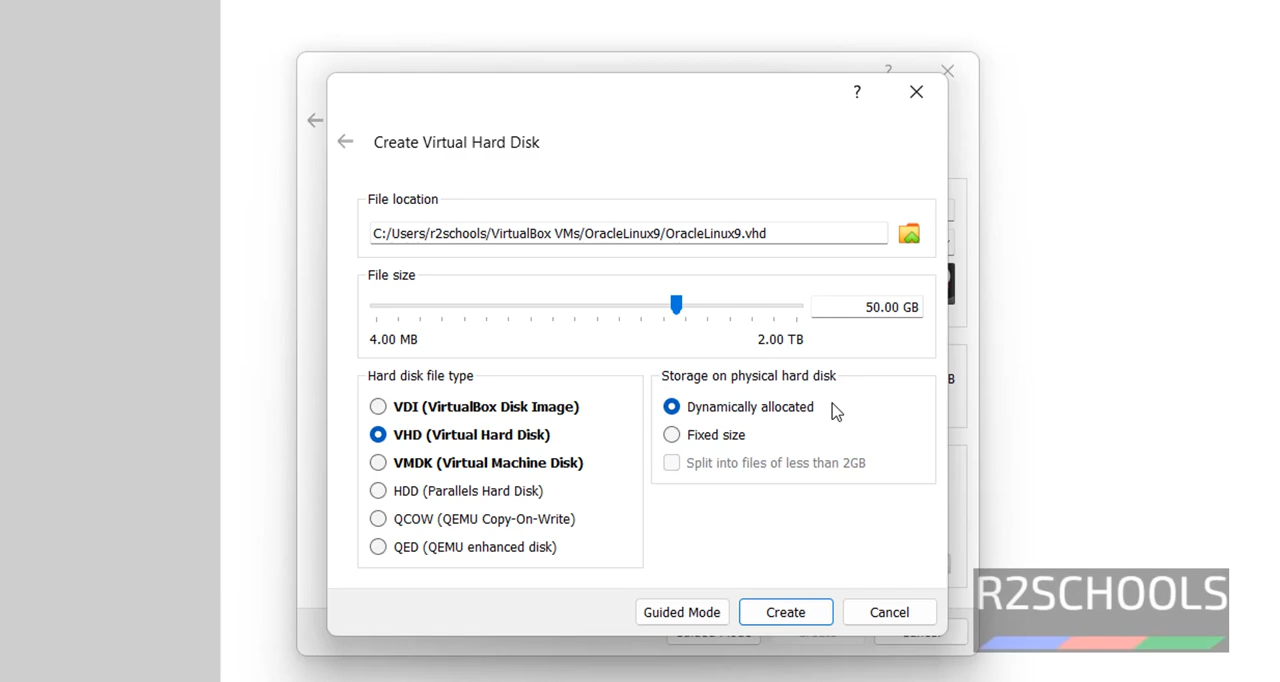 ?
?
Create Virtual Hard Disk
File location
C:/Users/r2schools/VirtualBox VMs/OracleLinux9/OracleLinux9.vhd
File size
50.00 GB
4.00 MB 2.00 TB
Hard disk file type
VDI (VirtualBox Disk Image)
VHD (Virtual Hard Disk)
VMDK (Virtual Machine Disk)
HDD (Parallels Hard Disk)
QCOW (QEMU Copy-On-Write)
QED (QEMU enhanced disk)
Storage on physical hard disk
Dynamically allocated
Fixed size
Split into files of less than 2GB
B
Guided Mode Create Cancel
R2SCHOOLS